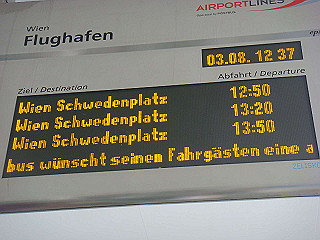 AIRPORTLINES
Wien
Flughafen
03.08. 12 37
Ziel / Destination Abfahrt / Departure
Wien Schwedenplatz 12:50
Wien Schwedenplatz 13:20
Wien Schwedenplatz 13:50
bus wünscht seinen Fahrgästen eine a